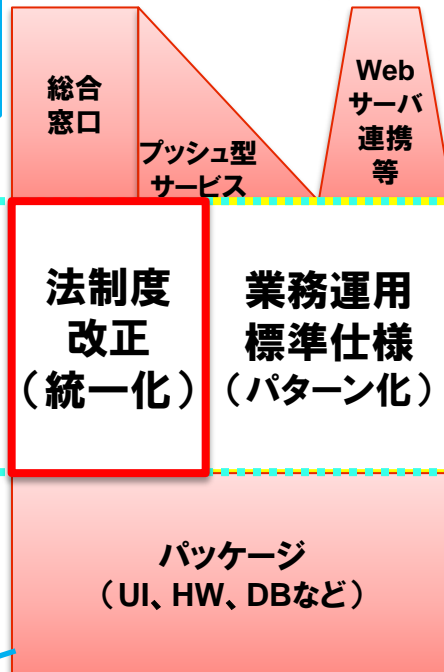 総合
窓口
プッシュ型
サービス
Web
サーバ
連携
等
法制度
改正
（統一化）
業務運用
標準仕様
（パターン化）
パッケージ
（UI、HW、DBなど）